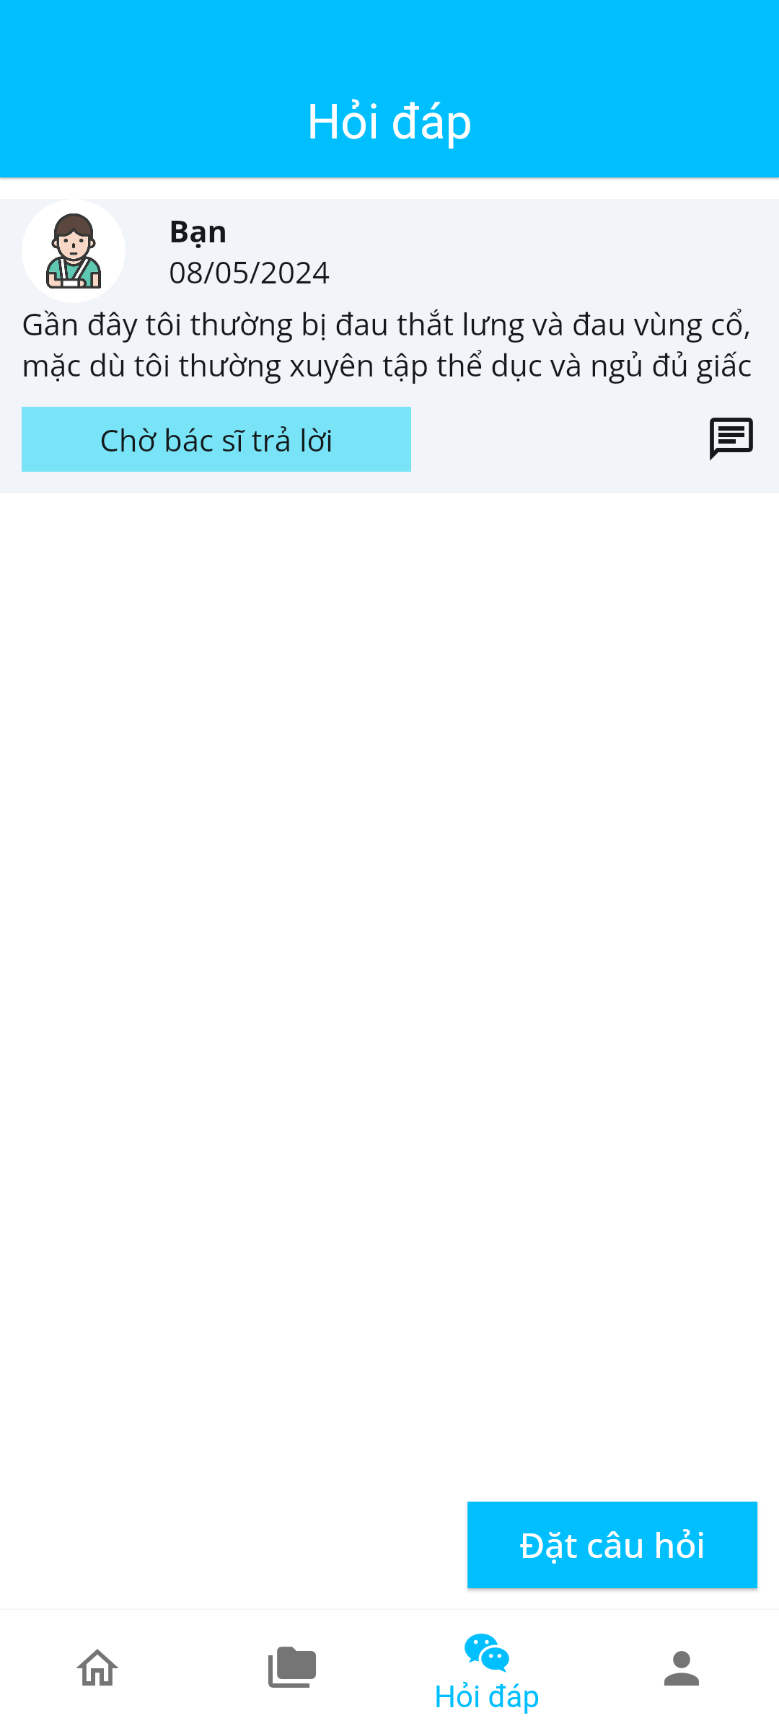 Hỏi đáp
Bạn
08/05/2024
Gần đây tôi thường bị đau thắt lưng và đau vùng cổ,
mặc dù tôi thường xuyên tập thể dục và ngủ đủ giấc
Chờ bác sĩ trả lời
Đặt câu hỏi
Hỏi đáp